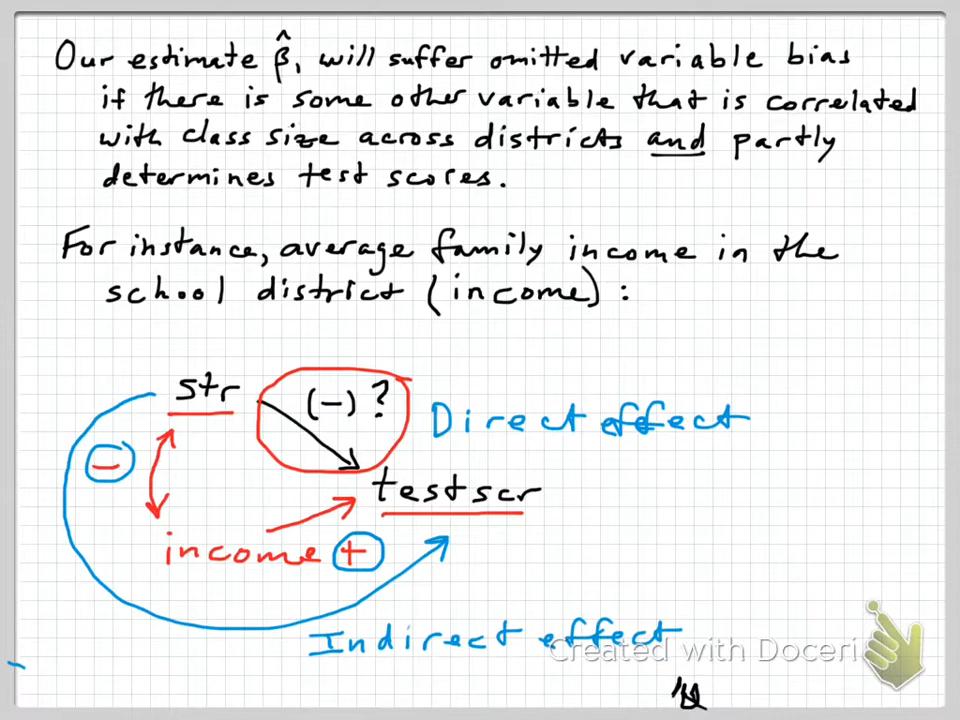 Our estimate β̂, will suffer omitted variable bias
if there is some other variable that is correlated
with class size across districts and partly
determines test scores.
For instance, average family income in the
school district (income) :
str (-) ? Direct effect
-
testscr
income +
Indirect effect
Created with Doceri